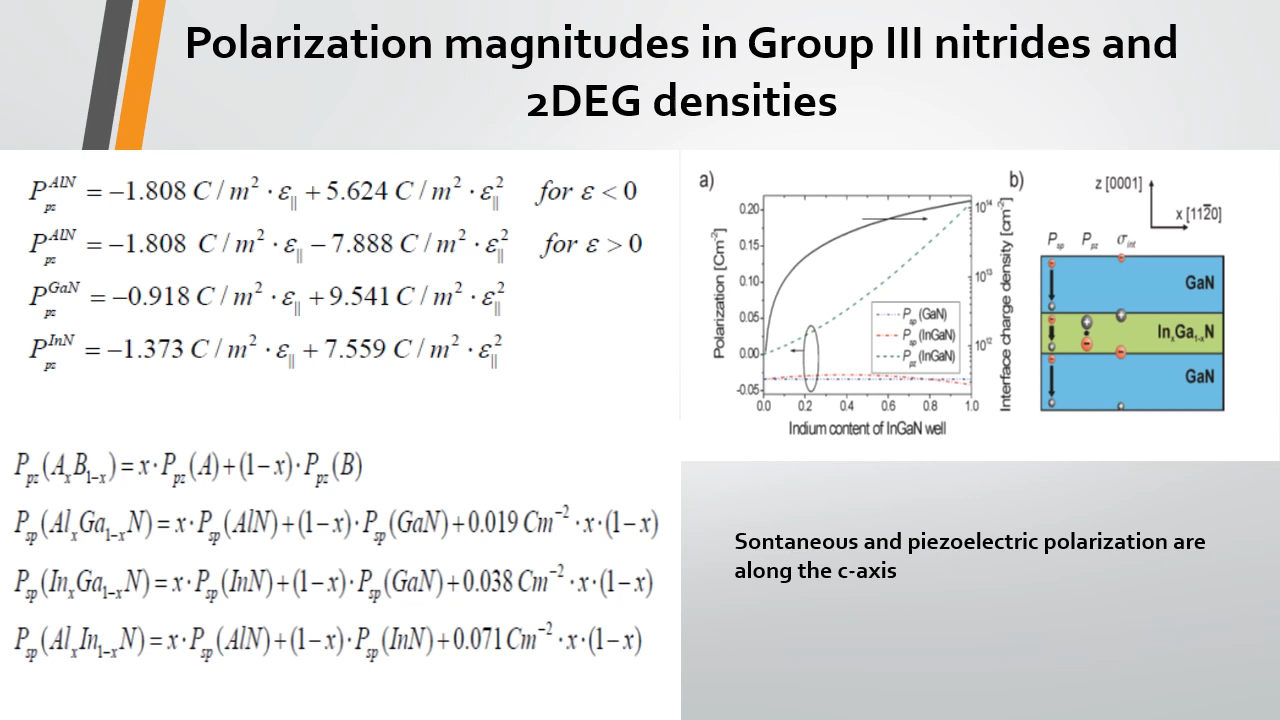 Polarization magnitudes in Group III nitrides and
2DEG densities
P_pz^AlN = −1.808 C / m² · ε_|| + 5.624 C / m² · ε_||² for ε < 0
P_pz^AlN = −1.808 C / m² · ε_|| − 7.888 C / m² · ε_||² for ε > 0
P_pz^GaN = −0.918 C / m² · ε_|| + 9.541 C / m² · ε_||²
P_pz^InN = −1.373 C / m² · ε_|| + 7.559 C / m² · ε_||²
P_pz(A_xB_1−x) = x · P_pz(A) + (1−x) · P_pz(B)
P_sp(Al_xGa_1−xN) = x · P_sp(AlN) + (1−x) · P_sp(GaN) + 0.019 Cm⁻² · x · (1−x)
P_sp(In_xGa_1−xN) = x · P_sp(InN) + (1−x) · P_sp(GaN) + 0.038 Cm⁻² · x · (1−x)
P_sp(Al_xIn_1−xN) = x · P_sp(AlN) + (1−x) · P_sp(InN) + 0.071 Cm⁻² · x · (1−x)
a)
Polarization [Cm⁻²]
0.20
0.15
0.10
0.05
0.00
-0.05
0.0 0.2 0.4 0.6 0.8 1.0
Indium content of InGaN well
P_sp (GaN)
P_sp (InGaN)
P_pz (InGaN)
10¹⁴
10¹³
10¹²
Interface charge density [cm⁻²]
b)
z [0001]
x [112̅0]
P_sp P_pz σ_int
GaN
In_xGa_1-xN
GaN
Sontaneous and piezoelectric polarization are
along the c-axis